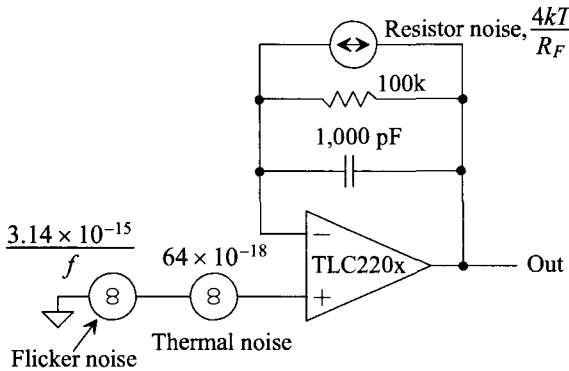 Resistor noise, 4kT/R_F
100k
1,000 pF
3.14 × 10⁻¹⁵/f
64 × 10⁻¹⁸
−
TLC220x
+
Out
Thermal noise
Flicker noise